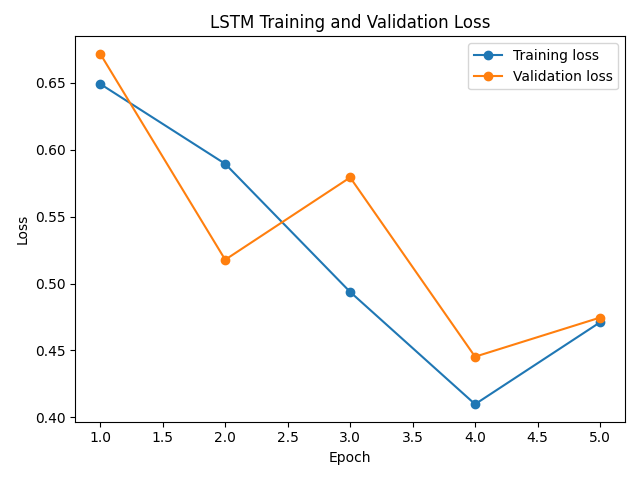 LSTM Training and Validation Loss
Training loss
Validation loss
0.65
0.60
0.55
0.50
0.45
0.40
Loss
1.0 1.5 2.0 2.5 3.0 3.5 4.0 4.5 5.0
Epoch